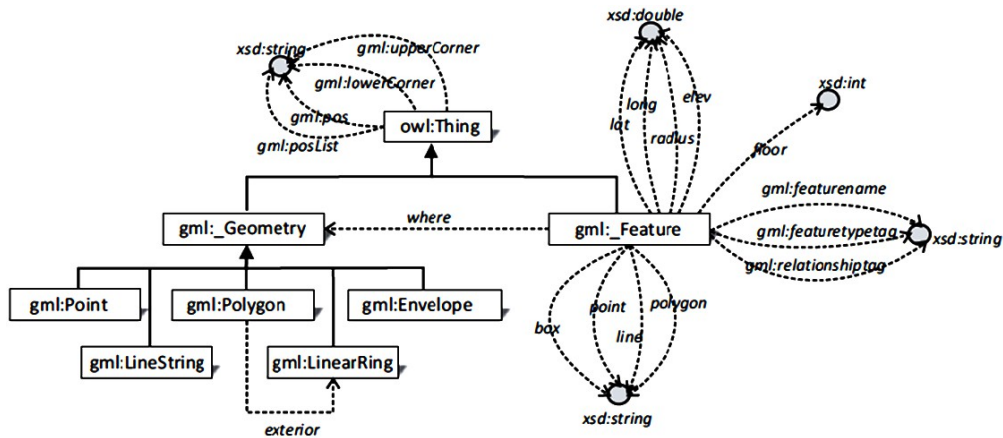 xsd:string
gml:upperCorner
gml:lowerCorner
gml:pos
gml:posList
owl:Thing
xsd:double
long
elev
lat
radius
xsd:int
floor
gml:_Geometry
where
gml:_Feature
gml:featurename
gml:featuretypetag
xsd:string
gml:relationshiptag
gml:Point
gml:Polygon
gml:Envelope
gml:LineString
gml:LinearRing
exterior
box
point
polygon
line
xsd:string